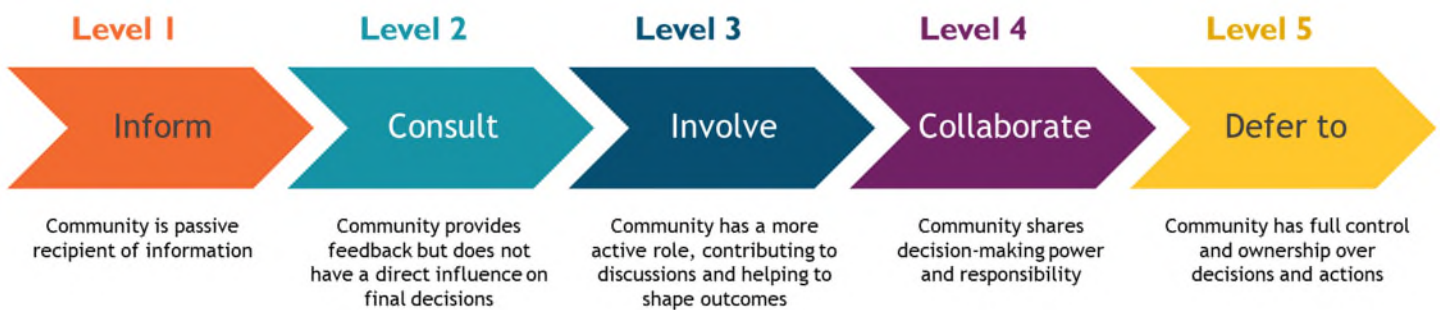 Level 1
Level 2
Level 3
Level 4
Level 5
Inform
Consult
Involve
Collaborate
Defer to
Community is passive
recipient of information
Community provides
feedback but does not
have a direct influence on
final decisions
Community has a more
active role, contributing to
discussions and helping to
shape outcomes
Community shares
decision-making power
and responsibility
Community has full control
and ownership over
decisions and actions